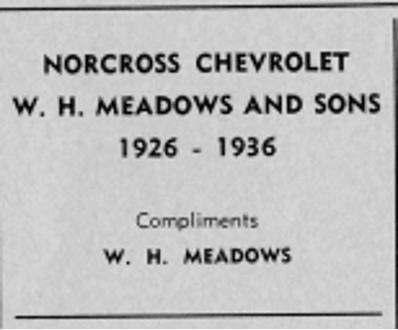 NORCROSS CHEVROLET
W. H. MEADOWS AND SONS
1926 - 1936
Compliments
W. H. MEADOWS